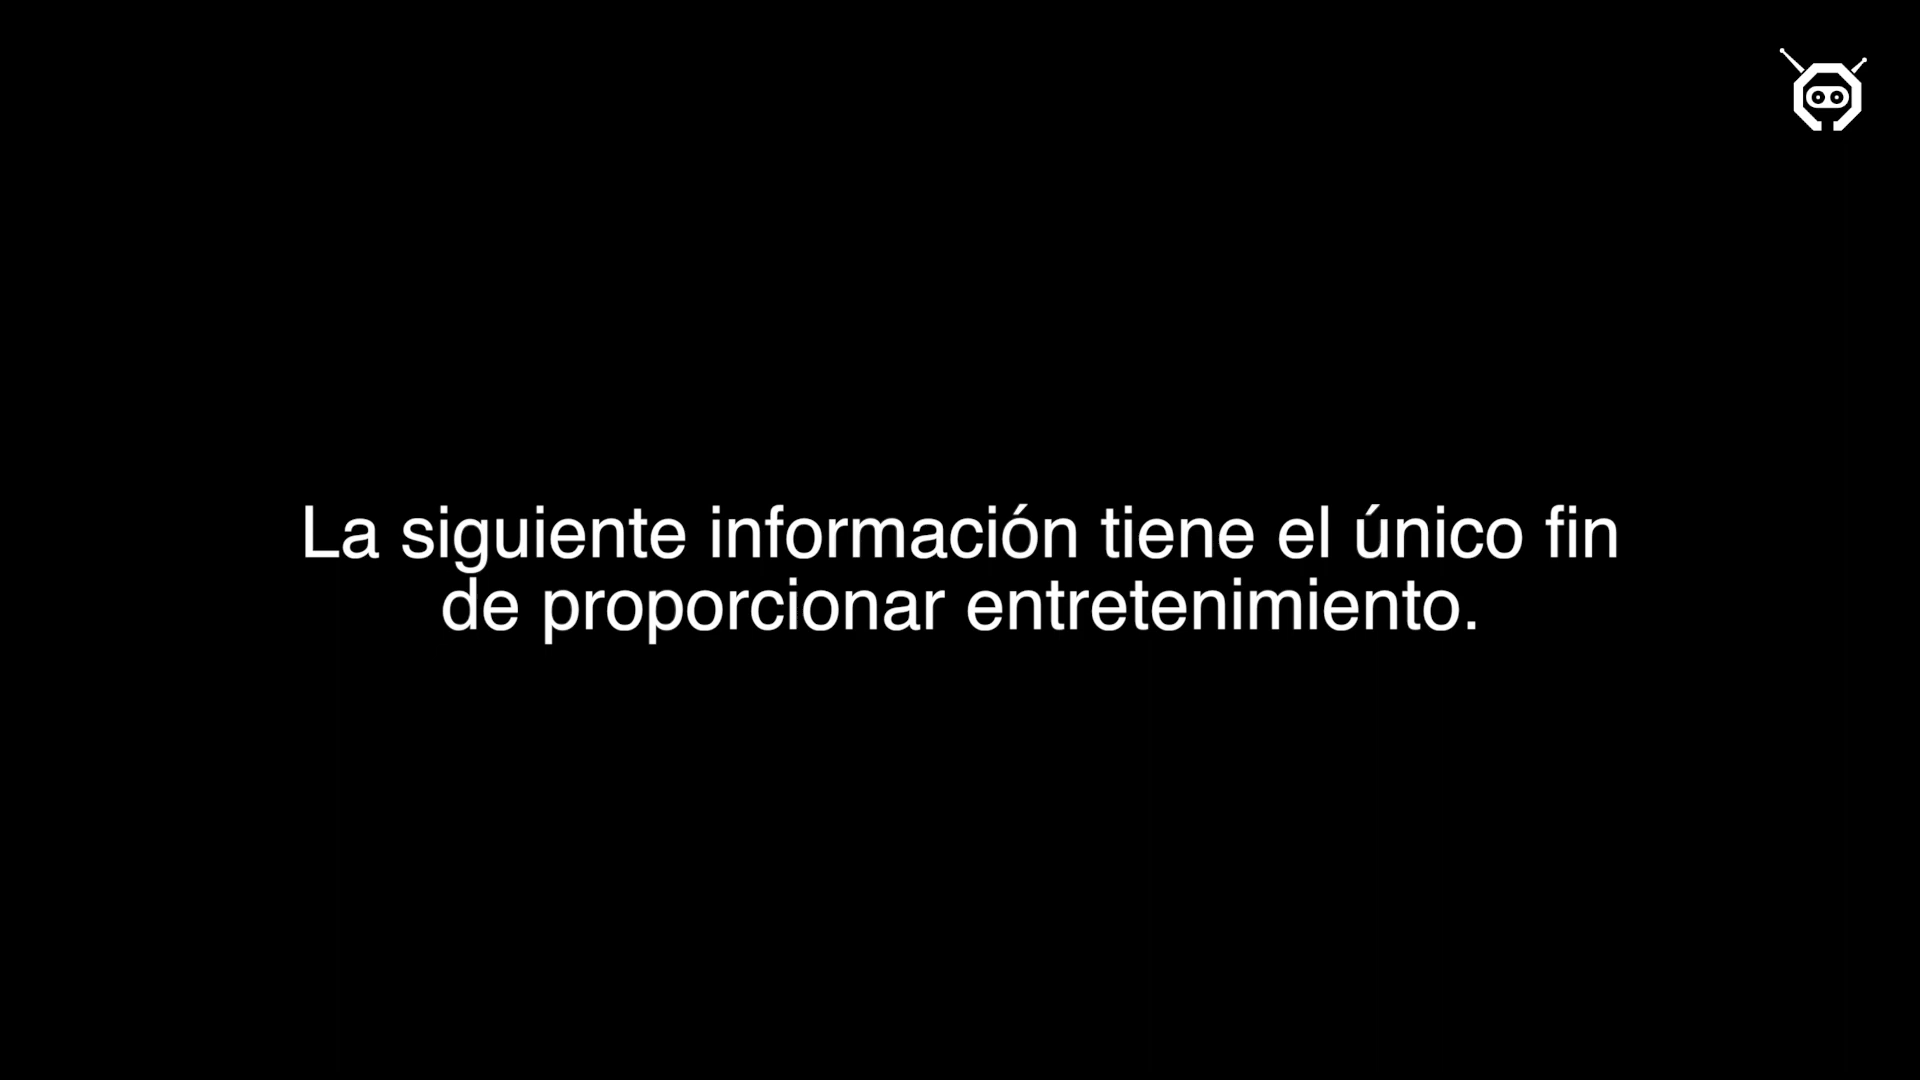 La siguiente información tiene el único fin
de proporcionar entretenimiento.